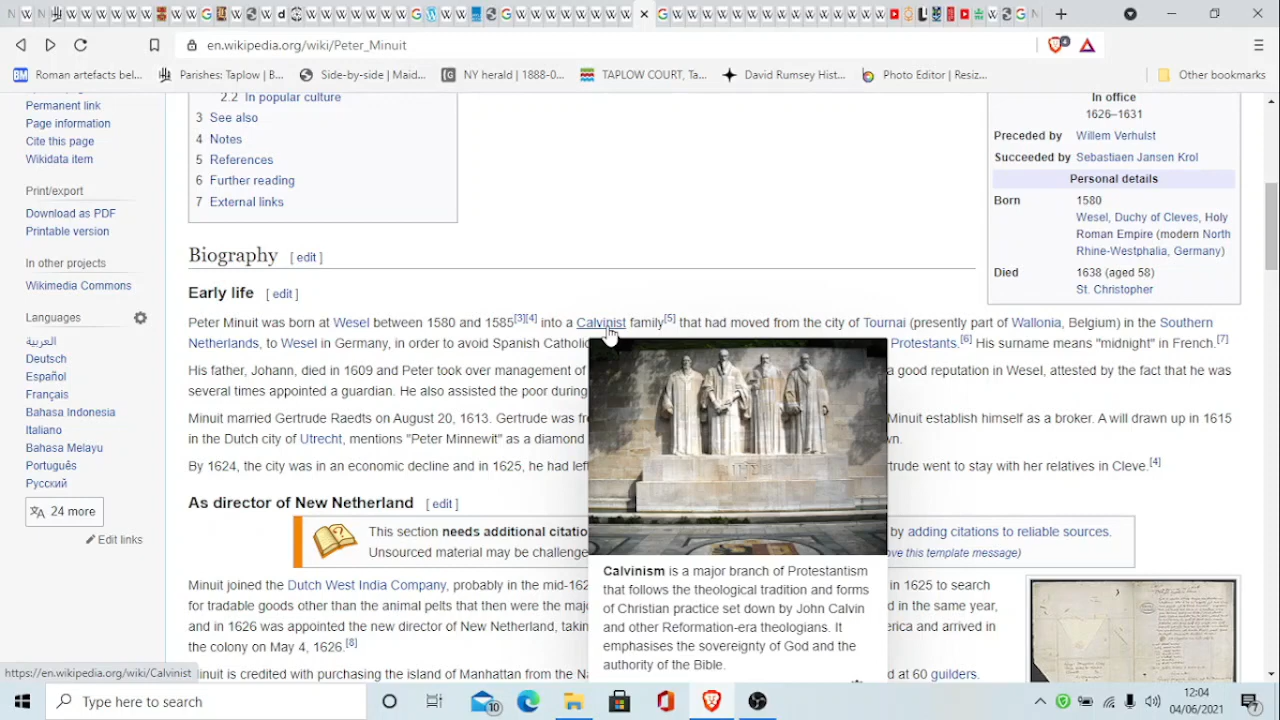 en.wikipedia.org/wiki/Peter_Minuit
4
Roman artefacts bel...
Parishes: Taplow | B...
Side-by-side | Maid...
NY herald | 1888-0...
TAPLOW COURT, Ta...
David Rumsey Hist...
Photo Editor | Resiz...
Other bookmarks
Permanent link
Page information
Cite this page
Wikidata item
Print/export
Download as PDF
Printable version
In other projects
Wikimedia Commons
Languages
العربية
Deutsch
Español
Français
Bahasa Indonesia
Italiano
Bahasa Melayu
Português
Русский
24 more
Edit links
2.2 In popular culture
3 See also
4 Notes
5 References
6 Further reading
7 External links
In office
1626–1631
Preceded by Willem Verhulst
Succeeded by Sebastiaen Jansen Krol
Personal details
Born 1580
Wesel, Duchy of Cleves, Holy
Roman Empire (modern North
Rhine-Westphalia, Germany)
Died 1638 (aged 58)
St. Christopher
Biography [ edit ]
Early life [ edit ]
Peter Minuit was born at Wesel between 1580 and 1585[3][4] into a Calvinist family[5] that had moved from the city of Tournai (presently part of Wallonia, Belgium) in the Southern
Netherlands, to Wesel in Germany, in order to avoid Spanish Catholic Protestants.[6] His surname means "midnight" in French.[7]
His father, Johann, died in 1609 and Peter took over management of a good reputation in Wesel, attested by the fact that he was
several times appointed a guardian. He also assisted the poor during
Minuit married Gertrude Raedts on August 20, 1613. Gertrude was fr Minuit establish himself as a broker. A will drawn up in 1615
in the Dutch city of Utrecht, mentions "Peter Minnewit" as a diamond n.
By 1624, the city was in an economic decline and in 1625, he had left rtrude went to stay with her relatives in Cleve.[4]
As director of New Netherland [ edit ]
This section needs additional citatio by adding citations to reliable sources.
Unsourced material may be challenge ve this template message)
Minuit joined the Dutch West India Company, probably in the mid-162 in 1625 to search
for tradable goods other than the animal pelts that then were the majo d in the same year,
and in 1626 was appointed the new director of New Netherland, takin arrived in
the colony on May 4, 1626.[8]
Minuit is credited with purchasing the island of Manhattan from the Na d at 60 guilders.
Calvinism is a major branch of Protestantism
that follows the theological tradition and forms
of Christian practice set down by John Calvin
and other Reformation-era theologians. It
emphasises the sovereignty of God and the
authority of the Bible.
https://en.wikipedia.org/wiki/Calvinist
Type here to search
10
12:04
04/06/2021
7